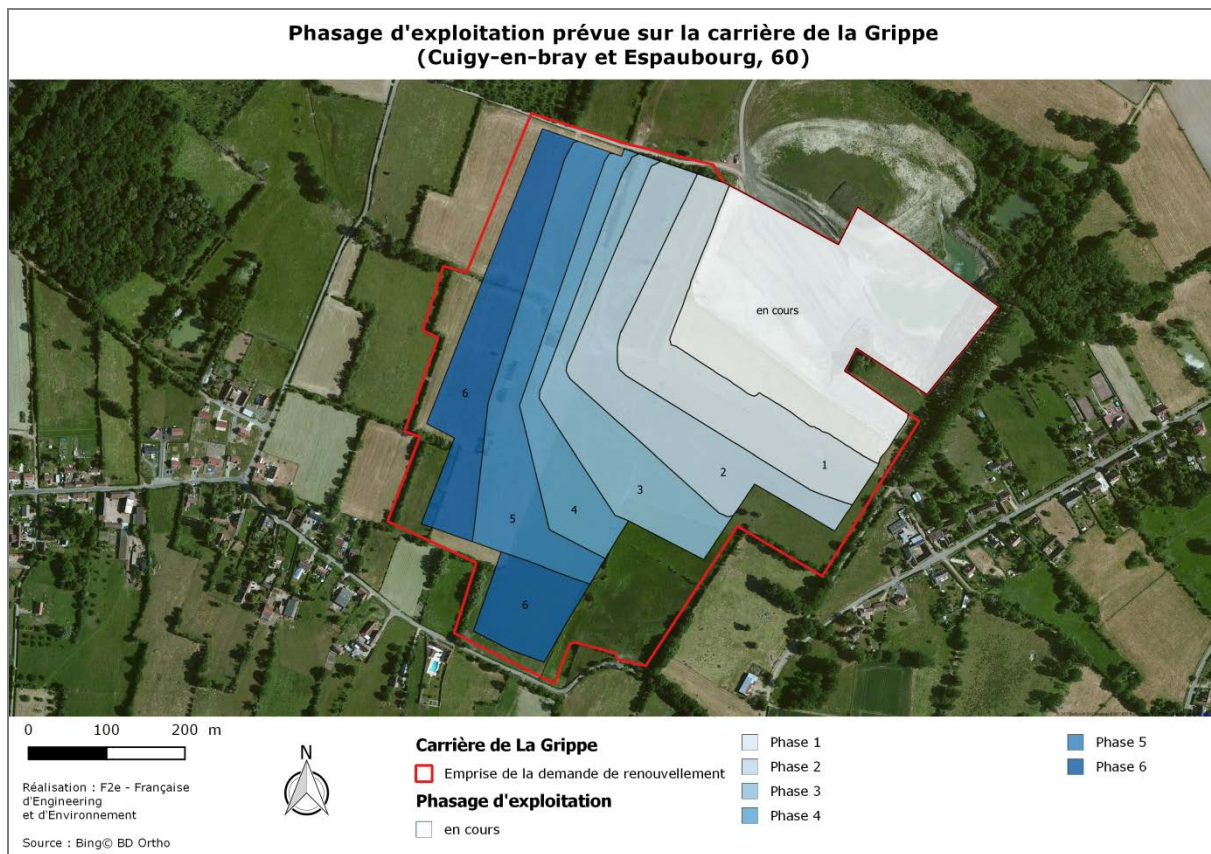 Phasage d'exploitation prévue sur la carrière de la Grippe
(Cuigy-en-bray et Espaubourg, 60)
en cours
6
1
2
3
4
5
6
0 100 200 m
Réalisation : F2e - Française
d'Engineering
et d'Environnement
Source : Bing© BD Ortho
N
Carrière de La Grippe
Emprise de la demande de renouvellement
Phasage d'exploitation
en cours
Phase 1
Phase 2
Phase 3
Phase 4
Phase 5
Phase 6